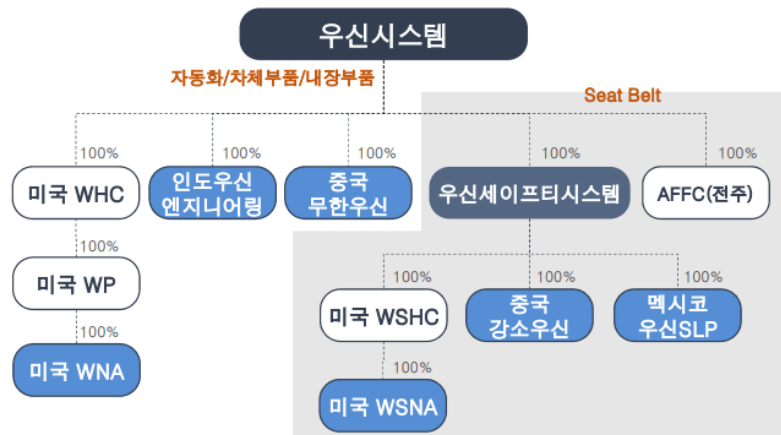 우신시스템
자동화/차체부품/내장부품
Seat Belt
100%
100%
100%
100%
100%
미국 WHC
인도우신
엔지니어링
중국
무한우신
우신세이프티시스템
AFFC(전주)
100%
100%
100%
100%
미국 WP
미국 WSHC
중국
강소우신
멕시코
우신SLP
100%
100%
미국 WNA
미국 WSNA